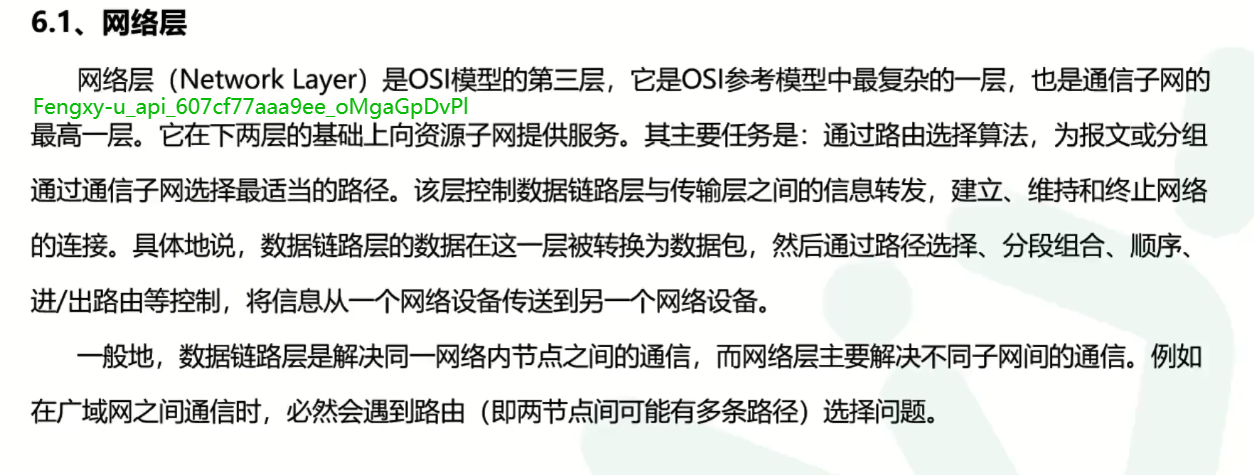 6.1、网络层
网络层（Network Layer）是OSI模型的第三层，它是OSI参考模型中最复杂的一层，也是通信子网的
Fengxy-u_api_607cf77aaa9ee_oMgaGpDvPl
最高一层。它在下两层的基础上向资源子网提供服务。其主要任务是：通过路由选择算法，为报文或分组
通过通信子网选择最适当的路径。该层控制数据链路层与传输层之间的信息转发，建立、维持和终止网络
的连接。具体地说，数据链路层的数据在这一层被转换为数据包，然后通过路径选择、分段组合、顺序、
进/出路由等控制，将信息从一个网络设备传送到另一个网络设备。
一般地，数据链路层是解决同一网络内节点之间的通信，而网络层主要解决不同子网间的通信。例如
在广域网之间通信时，必然会遇到路由（即两节点间可能有多条路径）选择问题。